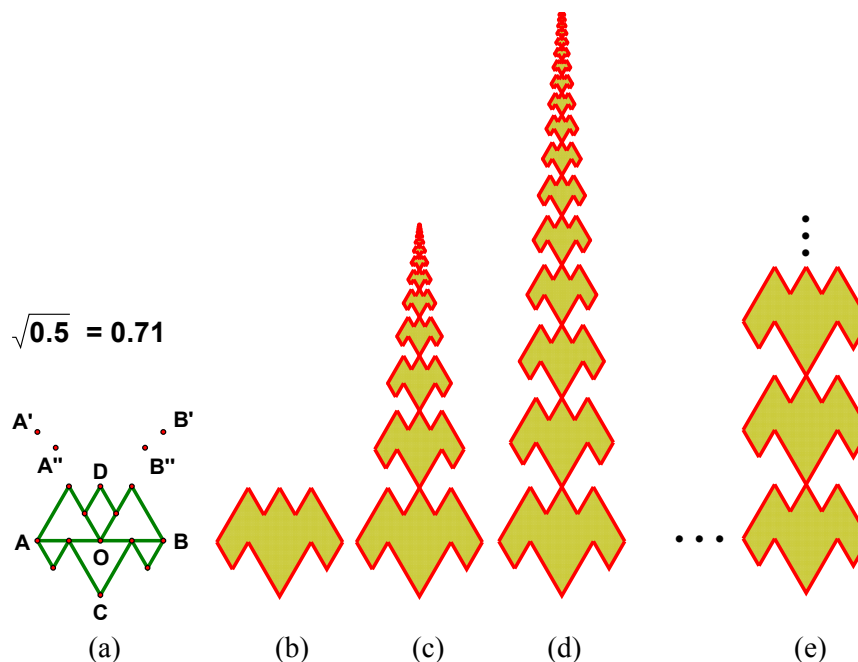 √0.5 = 0.71
A' B'
A" B"
D
A O B
C
(a) (b) (c) (d) (e)